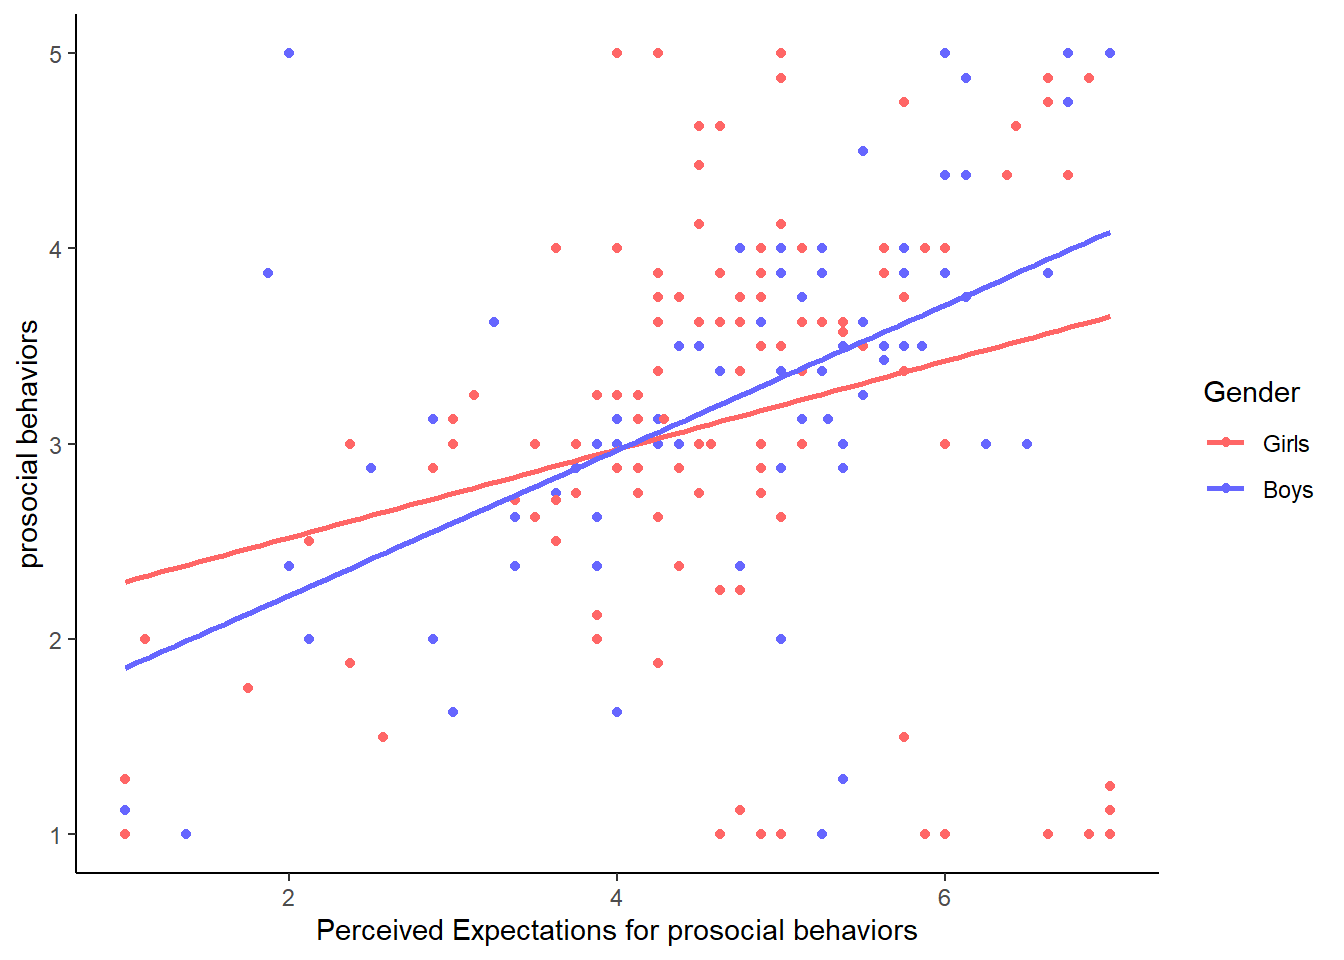 5
4
3
2
1
prosocial behaviors
2 4 6
Perceived Expectations for prosocial behaviors
Gender
Girls
Boys